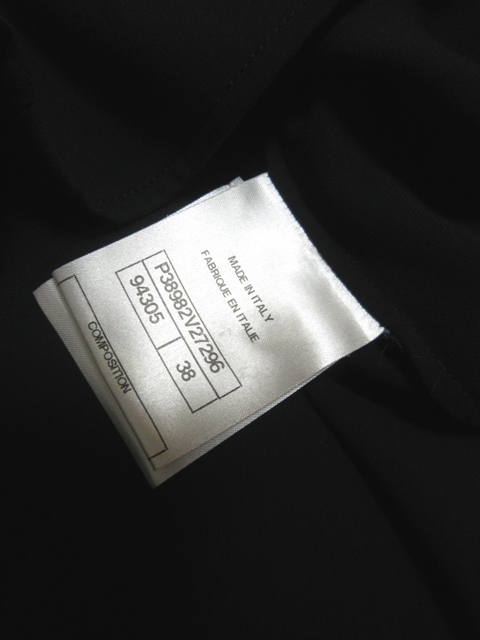 MADE IN ITALY
FABRIQUE EN ITALIE
P38982V27296
94305
38
COMPOSITION